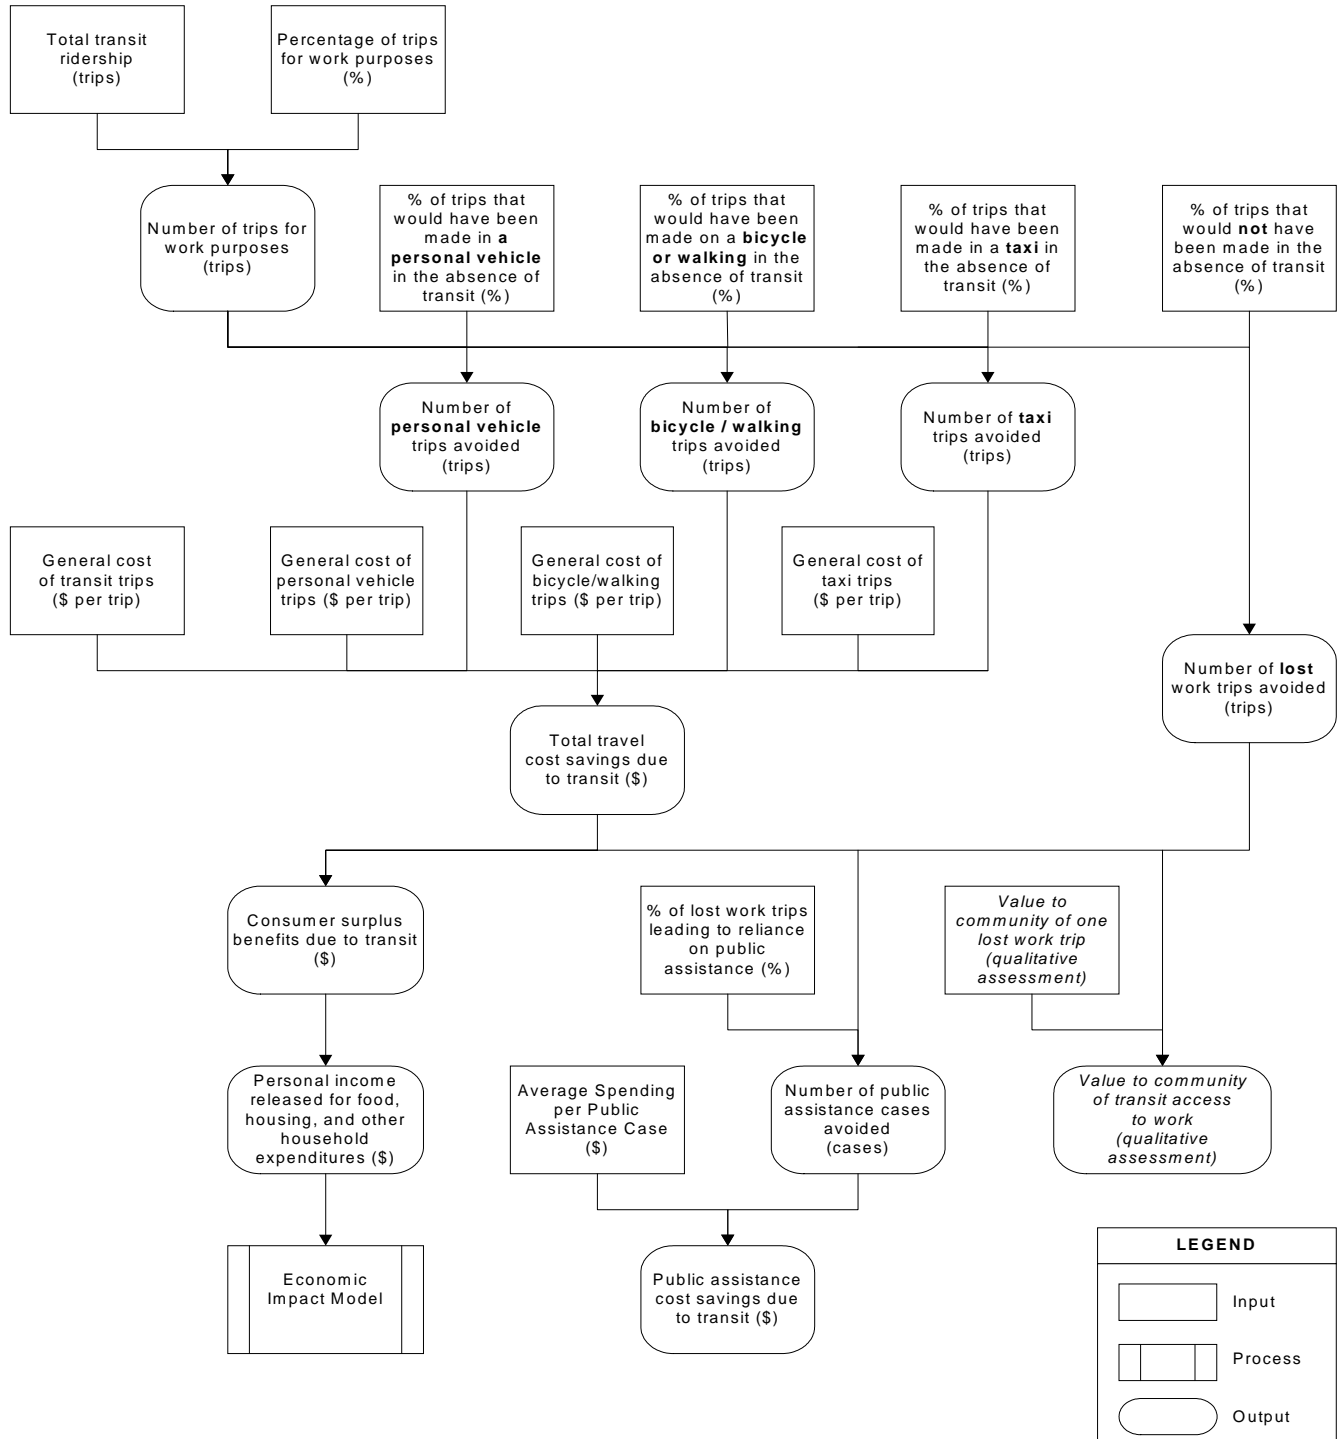 Total transit
ridership
(trips)
Percentage of trips
for work purposes
(%)
Number of trips for
work purposes
(trips)
% of trips that
would have been
made in a
personal vehicle
in the absence of
transit (%)
% of trips that
would have been
made on a bicycle
or walking in the
absence of transit
(%)
% of trips that
would have been
made in a taxi in
the absence of
transit (%)
% of trips that
would not have
been made in the
absence of transit
(%)
Number of
personal vehicle
trips avoided
(trips)
Number of
bicycle / walking
trips avoided
(trips)
Number of taxi
trips avoided
(trips)
General cost
of transit trips
($ per trip)
General cost of
personal vehicle
trips ($ per trip)
General cost of
bicycle/walking
trips ($ per trip)
General cost of
taxi trips
($ per trip)
Number of lost
work trips avoided
(trips)
Total travel
cost savings due
to transit ($)
Consumer surplus
benefits due to transit
($)
% of lost work trips
leading to reliance
on public
assistance (%)
Value to
community of one
lost work trip
(qualitative
assessment)
Personal income
released for food,
housing, and other
household
expenditures ($)
Average Spending
per Public
Assistance Case
($)
Number of public
assistance cases
avoided
(cases)
Value to community
of transit access
to work
(qualitative
assessment)
Economic
Impact Model
Public assistance
cost savings due
to transit ($)
LEGEND
Input
Process
Output